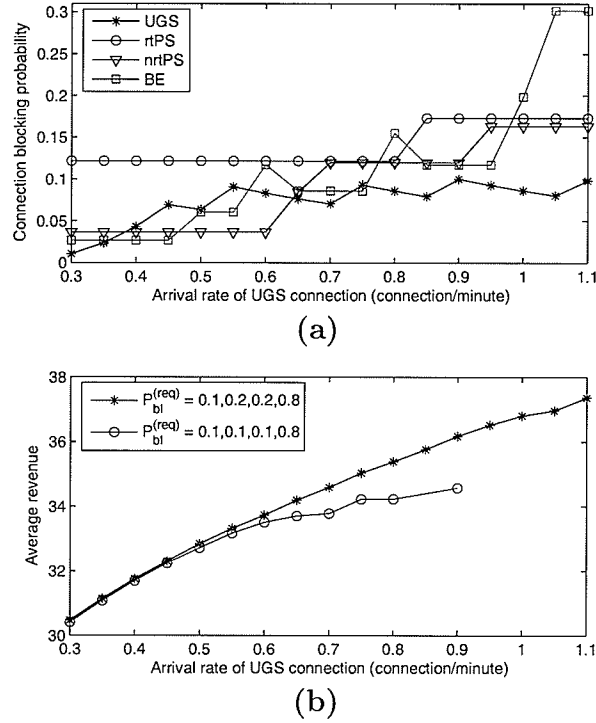 0.3
0.25
0.2
0.15
0.1
0.05
0
Connection blocking probability
UGS
rtPS
nrtPS
BE
0.3 0.4 0.5 0.6 0.7 0.8 0.9 1 1.1
Arrival rate of UGS connection (connection/minute)
(a)
38
36
34
32
30
Average revenue
P_bl^(req) = 0.1,0.2,0.2,0.8
P_bl^(req) = 0.1,0.1,0.1,0.8
0.3 0.4 0.5 0.6 0.7 0.8 0.9 1 1.1
Arrival rate of UGS connection (connection/minute)
(b)